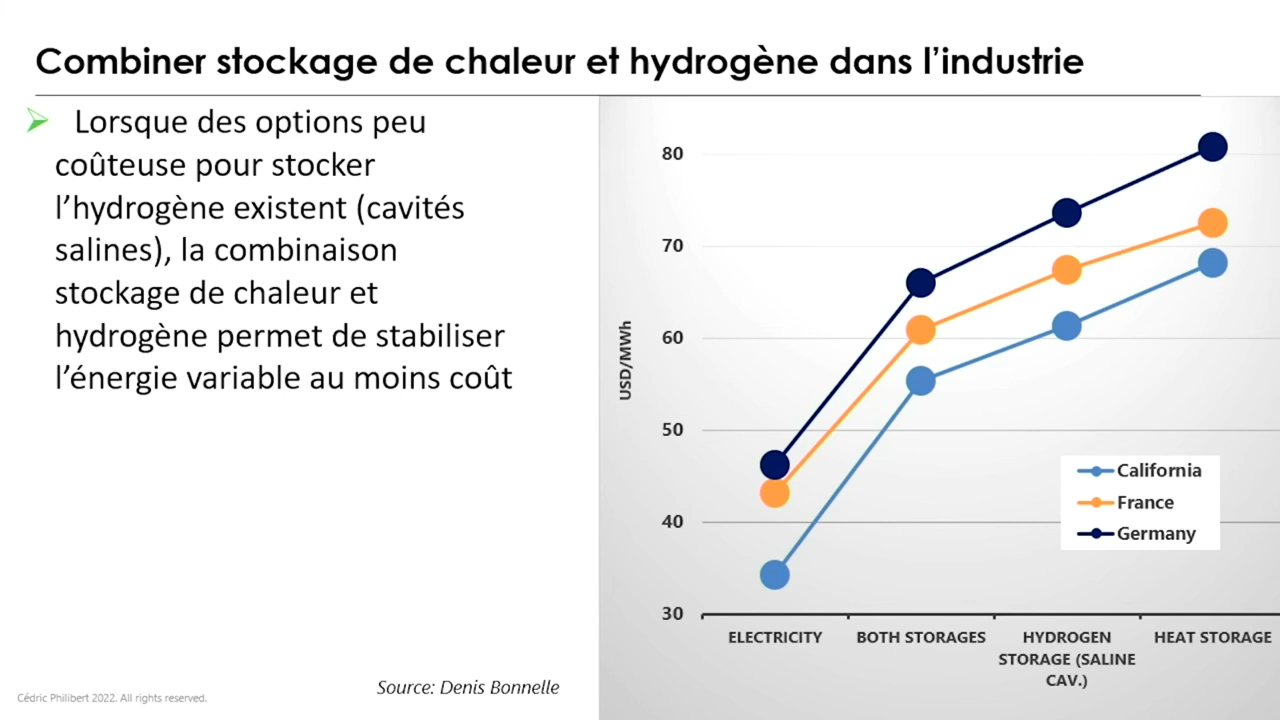 Combiner stockage de chaleur et hydrogène dans l'industrie
Lorsque des options peu
coûteuse pour stocker
l'hydrogène existent (cavités
salines), la combinaison
stockage de chaleur et
hydrogène permet de stabiliser
l'énergie variable au moins coût
80
70
60
50
40
30
USD/MWh
California
France
Germany
ELECTRICITY
BOTH STORAGES
HYDROGEN
STORAGE (SALINE
CAV.)
HEAT STORAGE
Source: Denis Bonnelle
Cédric Philibert 2022. All rights reserved.